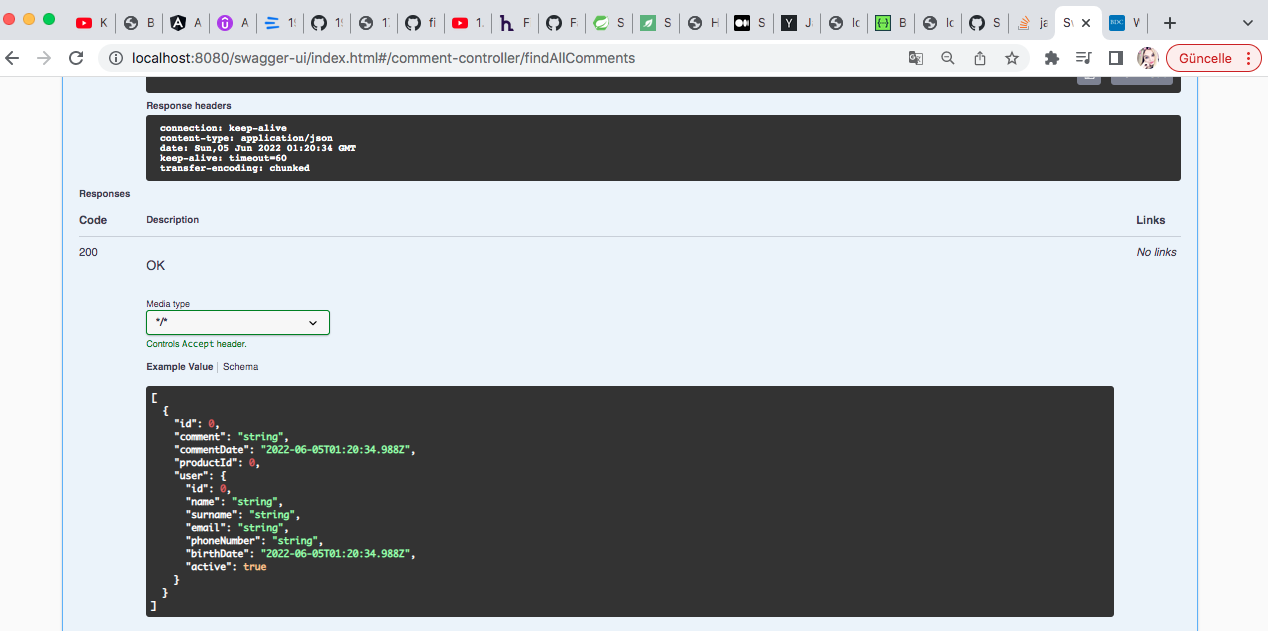 K B A A 1 1 fi 1. F F S S H S J B S ja S W
localhost:8080/swagger-ui/index.html#/comment-controller/findAllComments Güncelle
Response headers
connection: keep-alive
content-type: application/json
date: Sun,05 Jun 2022 01:20:34 GMT
keep-alive: timeout=60
transfer-encoding: chunked
Responses
Code Description Links
200 No links
OK
Media type
*/*
Controls Accept header.
Example Value | Schema
[
{
"id": 0,
"comment": "string",
"commentDate": "2022-06-05T01:20:34.988Z",
"productId": 0,
"user": {
"id": 0,
"name": "string",
"surname": "string",
"email": "string",
"phoneNumber": "string",
"birthDate": "2022-06-05T01:20:34.988Z",
"active": true
}
}
]